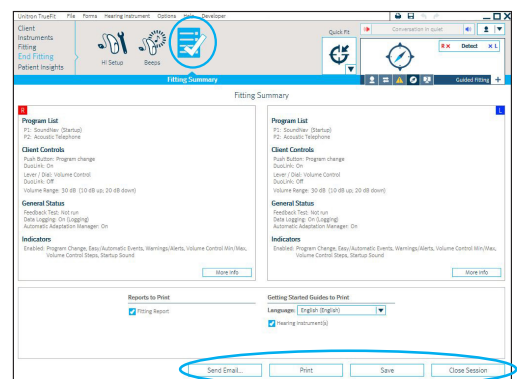 Unitron TrueFit File Forms Hearing Instrument Options Help Developer
Client
Instruments
Fitting
End Fitting
Patient Insights
HI Setup
Beeps
Fitting Summary
Quick Fit
Conversation in quiet
R X Detect X L
Guided Fitting +
Fitting Summary
R
Program List
P1: SoundNav (Startup)
P2: Acoustic Telephone
Client Controls
Push Button: Program change
DuoLink: On
Lever / Dial: Volume Control
DuoLink: Off
Volume Range: 30 dB (10 dB up, 20 dB down)
General Status
Feedback Test: Not run
Data Logging: On (Logging)
Automatic Adaptation Manager: On
Indicators
Enabled: Program Change, Easy/Automatic Events, Warnings/Alerts, Volume Control Min/Max,
Volume Control Steps, Startup Sound
More Info
L
Program List
P1: SoundNav (Startup)
P2: Acoustic Telephone
Client Controls
Push Button: Program change
DuoLink: On
Lever / Dial: Volume Control
DuoLink: Off
Volume Range: 30 dB (10 dB up, 20 dB down)
General Status
Feedback Test: Not run
Data Logging: On (Logging)
Automatic Adaptation Manager: On
Indicators
Enabled: Program Change, Easy/Automatic Events, Warnings/Alerts, Volume Control Min/Max,
Volume Control Steps, Startup Sound
More Info
Reports to Print
Fitting Report
Getting Started Guides to Print
Language: English (English)
Hearing Instrument(s)
Send Email... Print Save Close Session